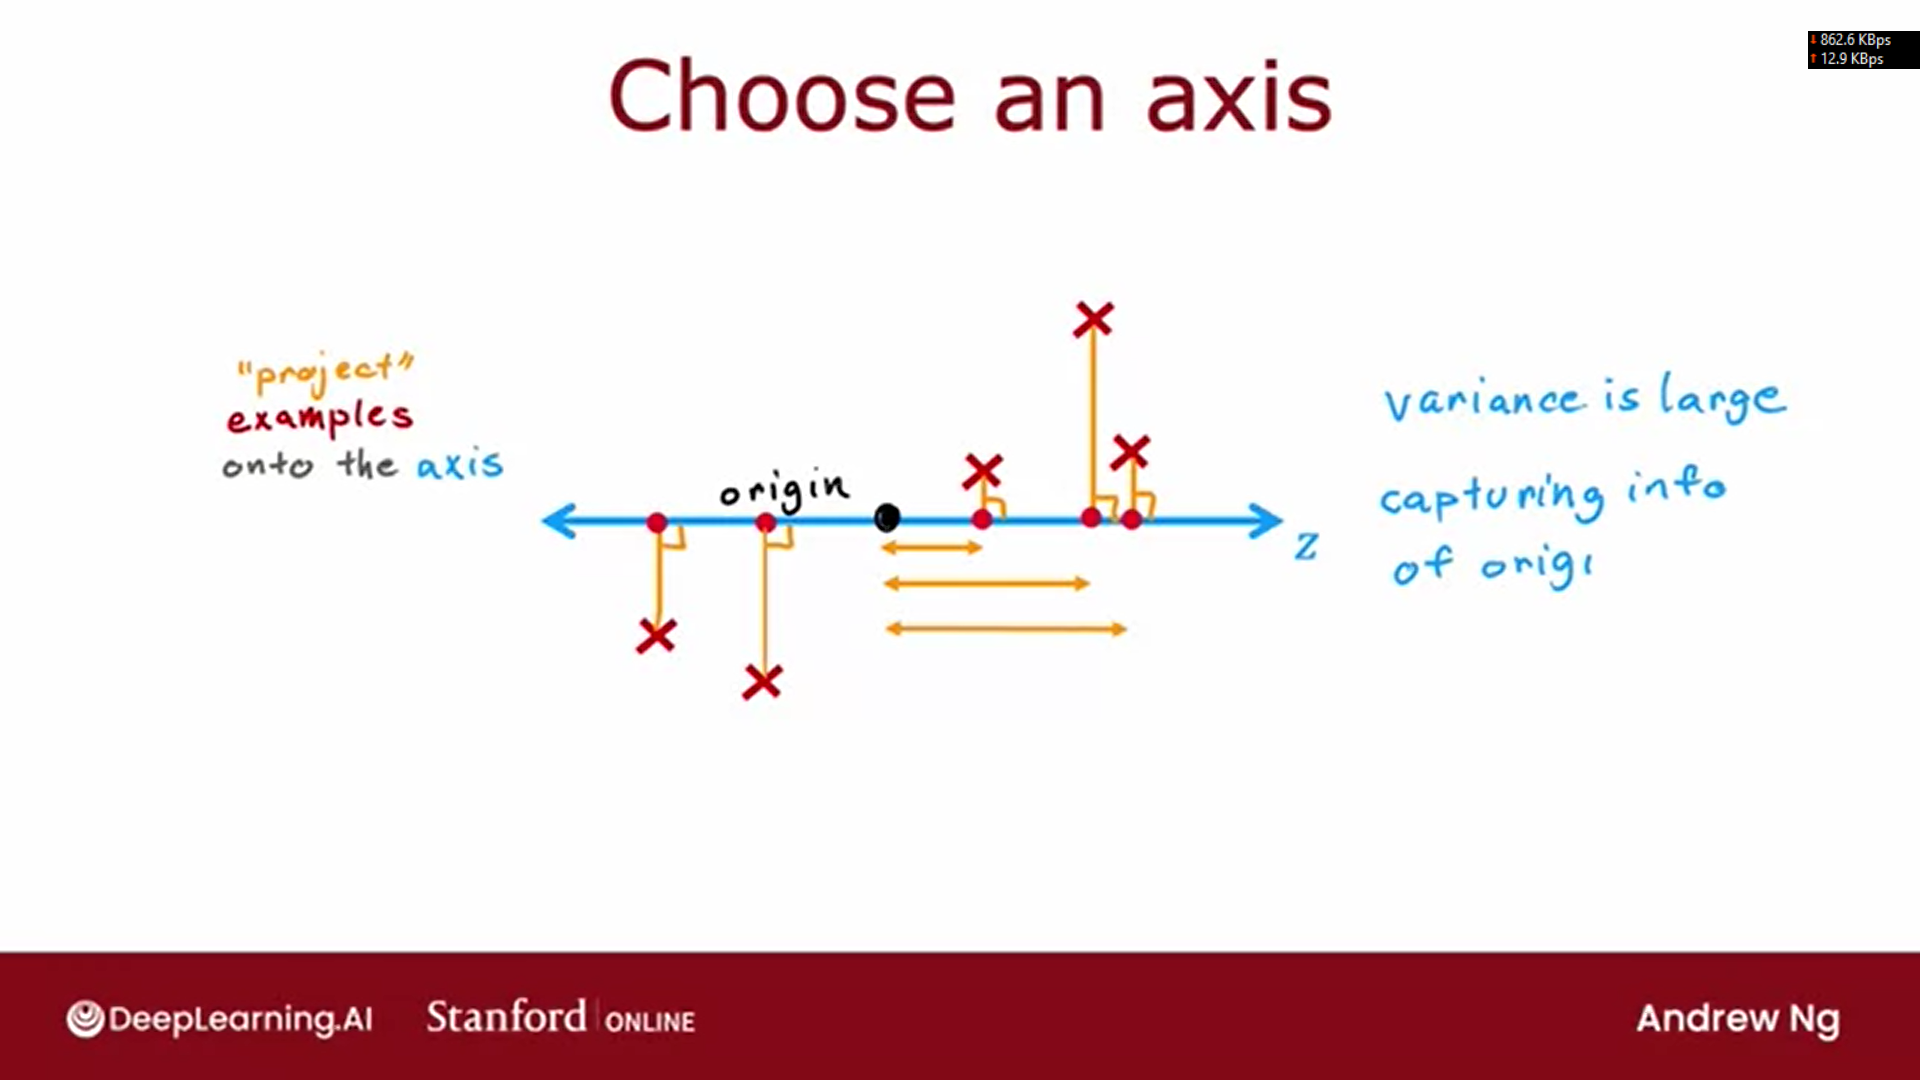 862.6 KBps
12.9 KBps
Choose an axis
"project"
examples
onto the axis
origin
z
variance is large
capturing info
of origi
DeepLearning.AI
Stanford ONLINE
Andrew Ng